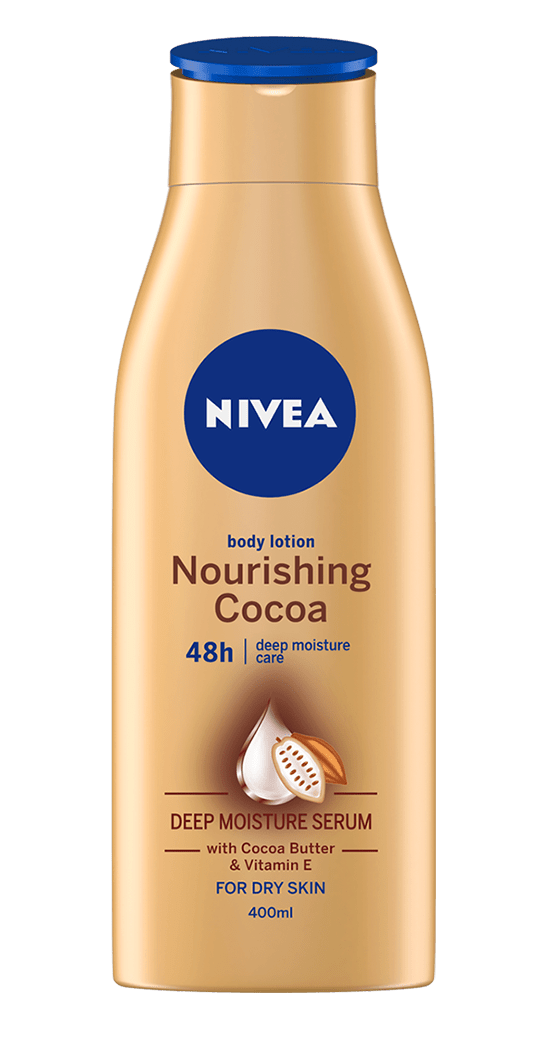 NIVEA
body lotion
Nourishing
Cocoa
48h | deep moisture
care
DEEP MOISTURE SERUM
with Cocoa Butter
& Vitamin E
FOR DRY SKIN
400ml